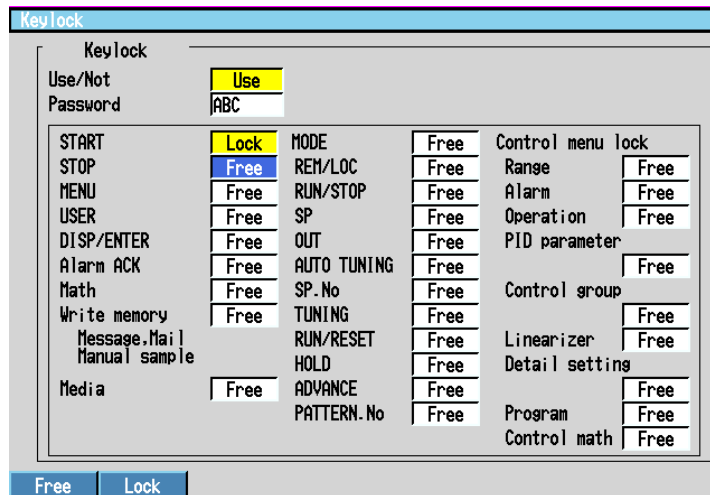 Keylock
Keylock
Use/Not Use
Password ABC
START Lock MODE Free Control menu lock
STOP Free REM/LOC Free Range Free
MENU Free RUN/STOP Free Alarm Free
USER Free SP Free Operation Free
DISP/ENTER Free OUT Free PID parameter
Alarm ACK Free AUTO TUNING Free Free
Math Free SP.No Free Control group
Write memory Free TUNING Free Free
Message,Mail RUN/RESET Free Linearizer Free
Manual sample HOLD Free Detail setting
Media Free ADVANCE Free Free
PATTERN.No Free Program Free
Control math Free
Free Lock